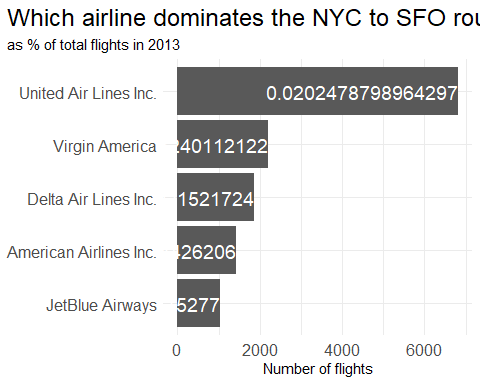 Which airline dominates the NYC to SFO rou
as % of total flights in 2013
United Air Lines Inc.
0.0202478798964297
Virgin America
240112122
Delta Air Lines Inc.
1521724
American Airlines Inc.
426206
JetBlue Airways
5277
0 2000 4000 6000
Number of flights